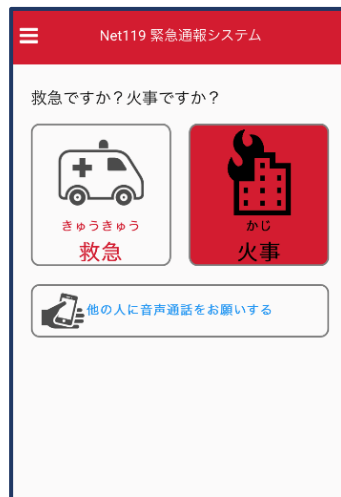 Net119 緊急通報システム
救急ですか？火事ですか？
きゅうきゅう
救急
かじ
火事
他の人に音声通話をお願いする